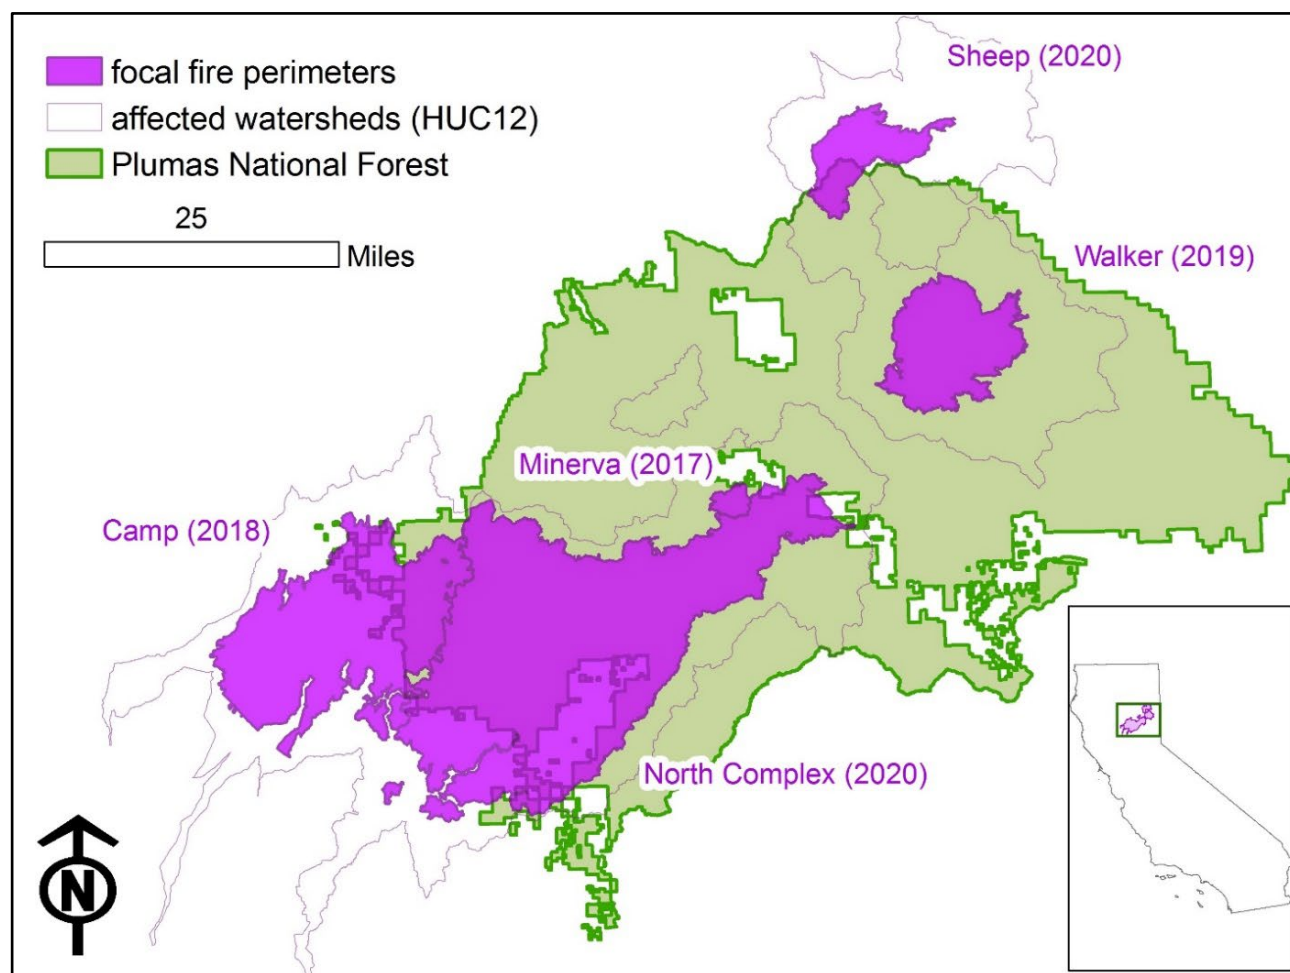 Sheep (2020)
focal fire perimeters
affected watersheds (HUC12)
Plumas National Forest
25
Miles
Walker (2019)
Minerva (2017)
Camp (2018)
North Complex (2020)
N